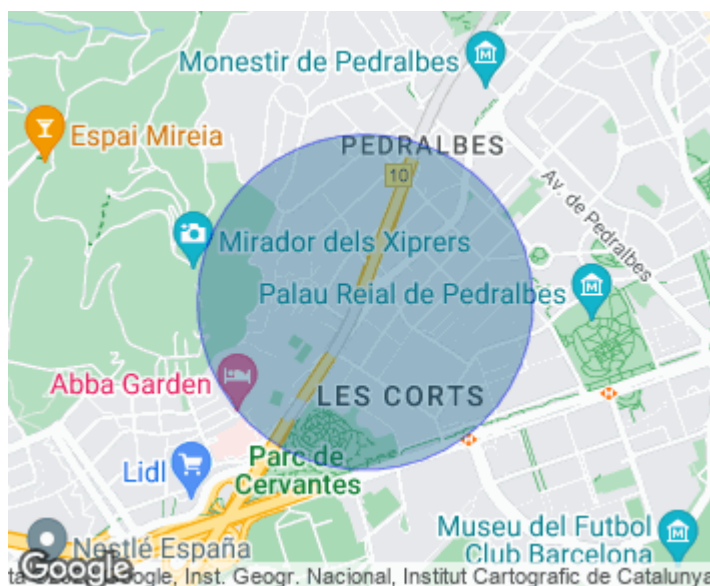 Monestir de Pedralbes
Espai Mireia
PEDRALBES
10
Av. de Pedralbes
Mirador dels Xiprers
Palau Reial de Pedralbes
Abba Garden
LES CORTS
Lidl
Parc de
Cervantes
Museu del Futbol
Club Barcelona
Nestlé España
Google
Google, Inst. Geogr. Nacional, Institut Cartografic de Catalunya